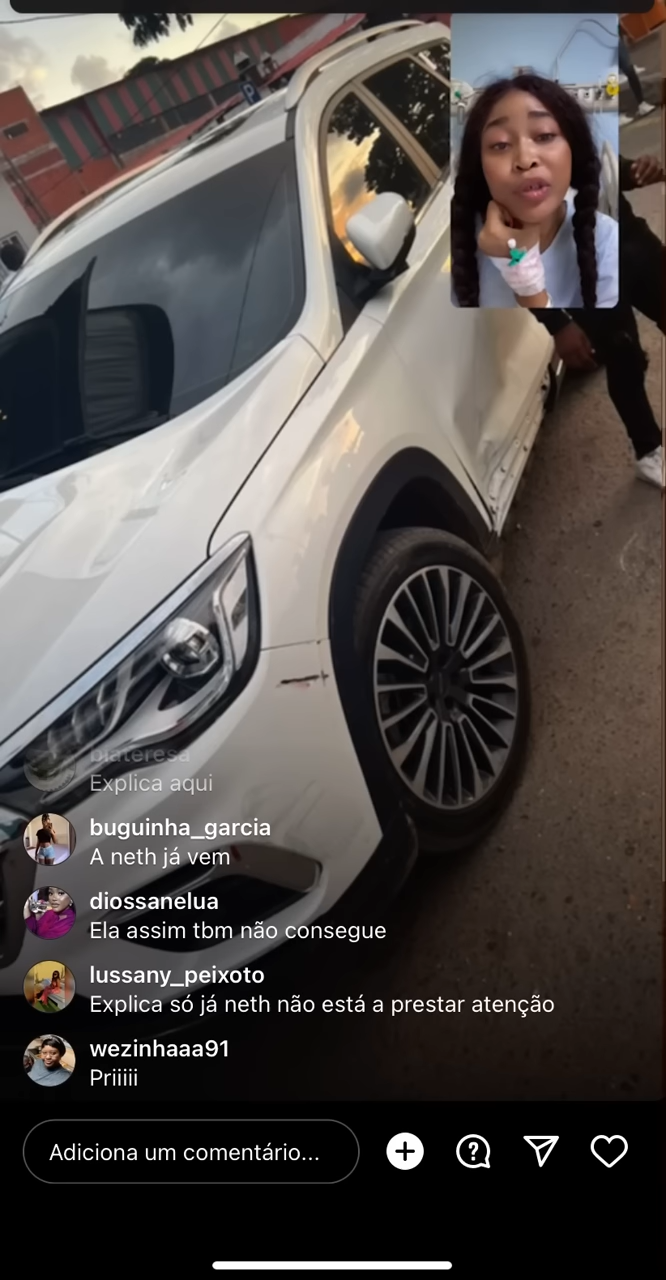 P
biateresa
Explica aqui
buguinha_garcia
A neth já vem
diossanelua
Ela assim tbm não consegue
lussany_peixoto
Explica só já neth não está a prestar atenção
wezinhaaa91
Priiiii
Adiciona um comentário...